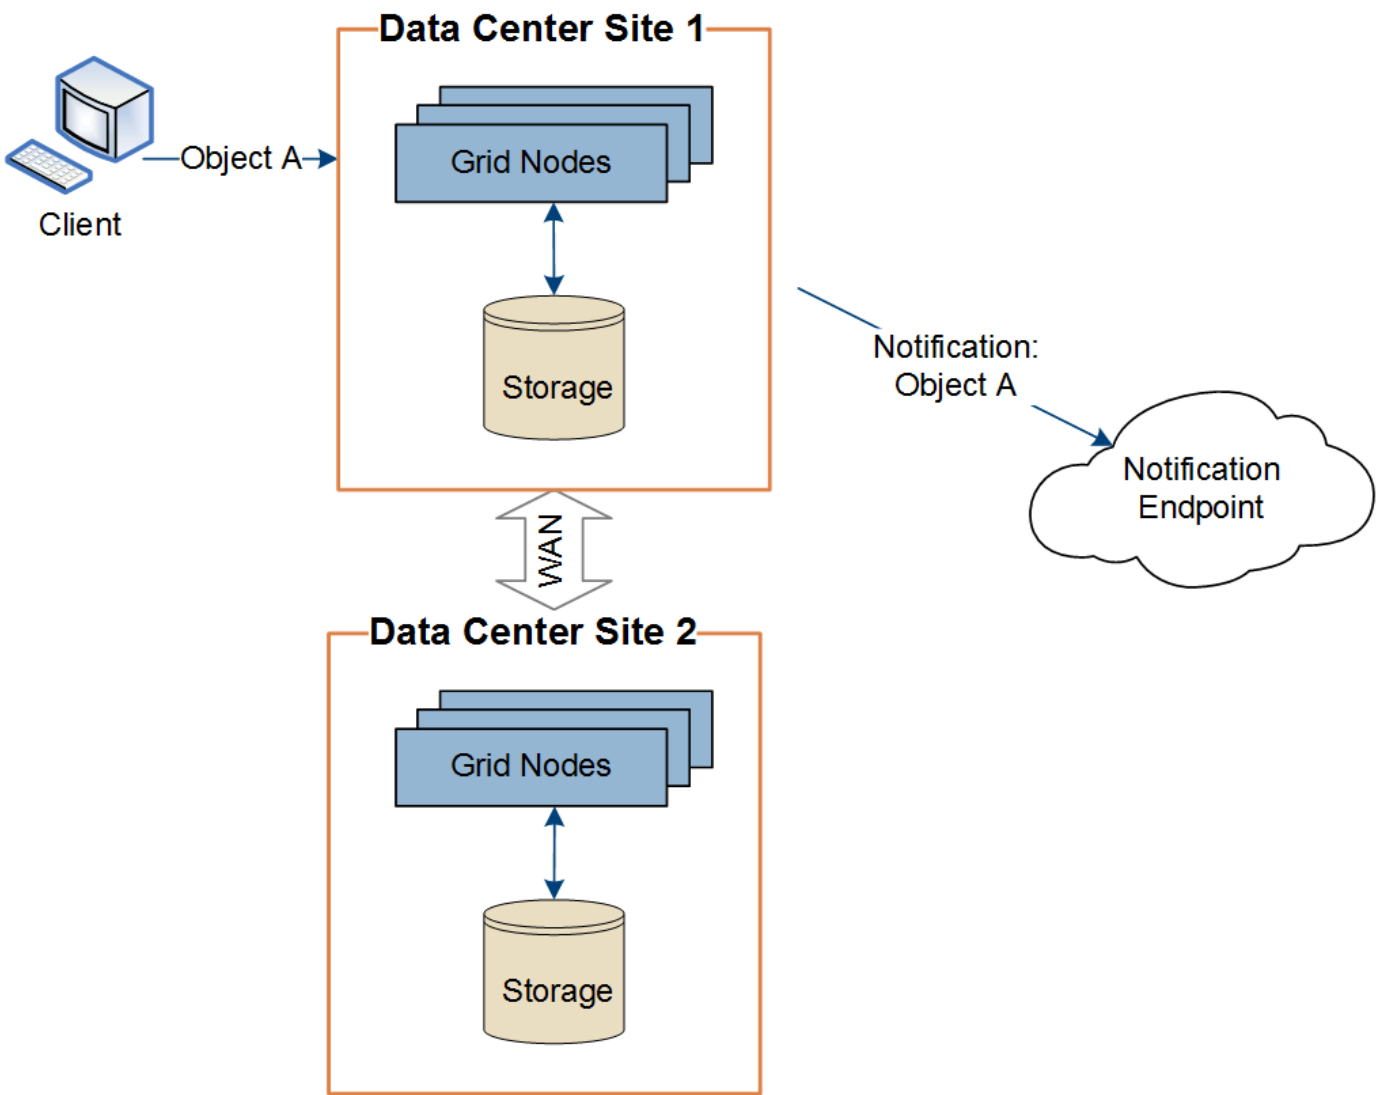 Data Center Site 1
Grid Nodes
Object A
Client
Storage
Notification:
Object A
Notification
Endpoint
WAN
Data Center Site 2
Grid Nodes
Storage